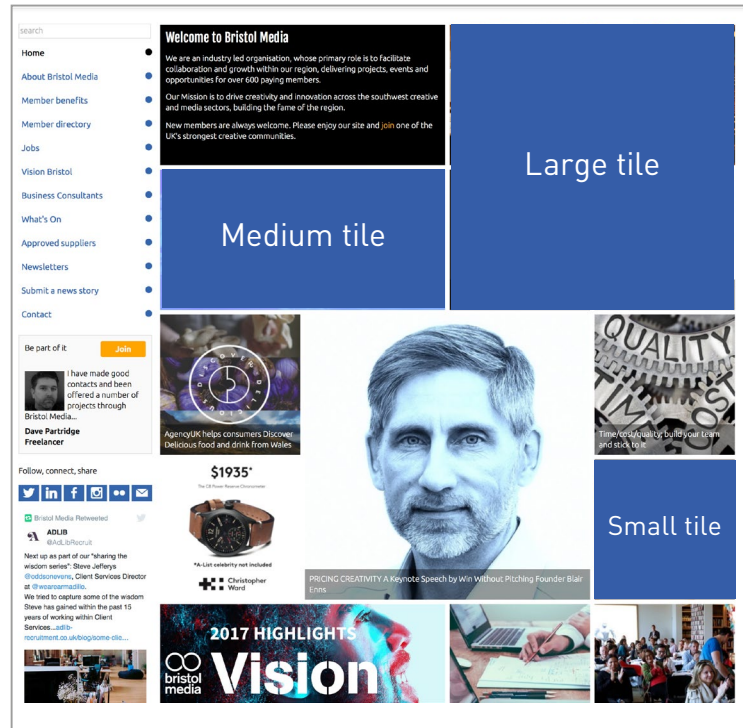 search
Home
About Bristol Media
Member benefits
Member directory
Jobs
Vision Bristol
Business Consultants
What's On
Approved suppliers
Newsletters
Submit a news story
Contact
Be part of it
Join
I have made good
contacts and been
offered a number of
projects through
Bristol Media...
Dave Partridge
Freelancer
Follow, connect, share
Bristol Media Retweeted
ADLIB
@AdLibRecruit
Next up as part of our "sharing the
wisdom series": Steve Jefferys
@oddsonevens, Client Services Director
at @wearearmadillo.
We tried to capture some of the wisdom
Steve has gained within the past 15
years of working within Client
Services...adlib-
recruitment.co.uk/blog/some-clie...
Welcome to Bristol Media
We are an industry led organisation, whose primary role is to facilitate
collaboration and growth within our region, delivering projects, events and
opportunities for over 600 paying members.
Our Mission is to drive creativity and innovation across the southwest creative
and media sectors, building the fame of the region.
New members are always welcome. Please enjoy our site and join one of the
UK's strongest creative communities.
Large tile
Medium tile
DISCOVER DELICIOUS
AgencyUK helps consumers Discover
Delicious food and drink from Wales
QUALITY
TIME
COST
Time/cost/quality: build your team
and stick to it
$1935*
The C8 Power Reserve Chronometer
*A-List celebrity not included
Christopher
Ward
PRICING CREATIVITY A Keynote Speech by Win Without Pitching Founder Blair
Enns
Small tile
2017 HIGHLIGHTS
bristol
media
Vision